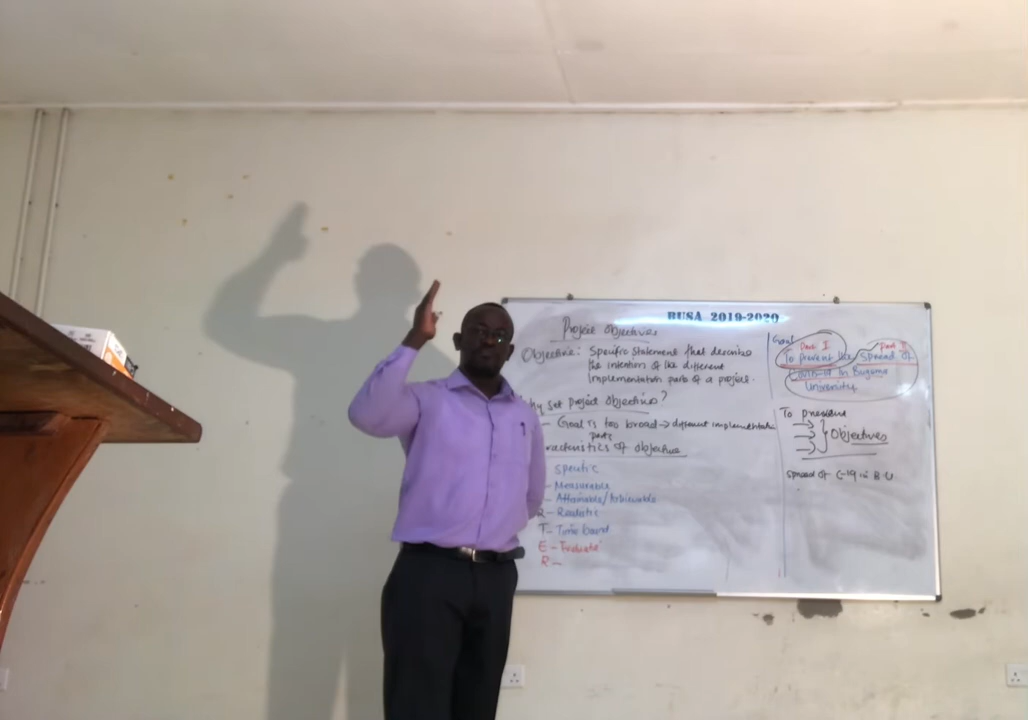 BUSA 2019-2020
Project Objectives
Objective: Specific statement that describes
the intention of the different
implementation parts of a project.
Why Set Project Objectives?
- Goal is too broad → different implementation
parts
Characteristics of objective
Specific
- Measurable
- Attainable/Achievable
R - Realistic
T - Time bound
E - Evaluate
R -
Goal
Part I Part II
To prevent the Spread of
Covid-19 in Bugema
University.
To prevent
Objectives
Spread of C-19 in B.U